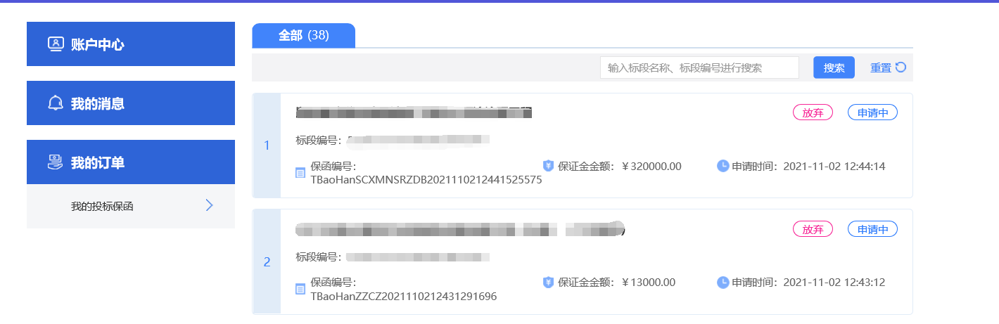 账户中心
我的消息
我的订单
我的投标保函
全部 (38)
输入标段名称、标段编号进行搜索
搜索
重置
1
放弃
申请中
标段编号：
保函编号：
TBaoHanSCXMNSRZDB2021110212441525575
保证金金额：￥320000.00
申请时间：2021-11-02 12:44:14
2
放弃
申请中
标段编号：
保函编号：
TBaoHanZZCZ2021110212431291696
保证金金额：￥13000.00
申请时间：2021-11-02 12:43:12